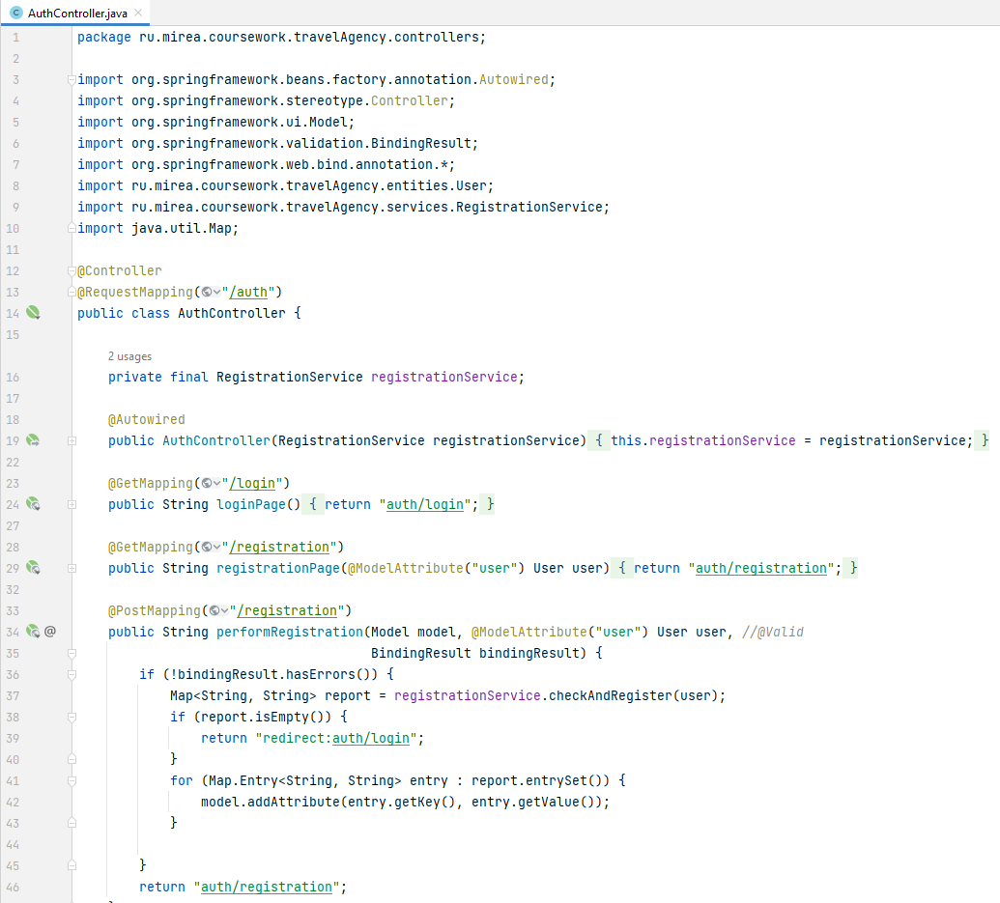 AuthController.java
1 package ru.mirea.coursework.travelAgency.controllers;
2
3 import org.springframework.beans.factory.annotation.Autowired;
4 import org.springframework.stereotype.Controller;
5 import org.springframework.ui.Model;
6 import org.springframework.validation.BindingResult;
7 import org.springframework.web.bind.annotation.*;
8 import ru.mirea.coursework.travelAgency.entities.User;
9 import ru.mirea.coursework.travelAgency.services.RegistrationService;
10 import java.util.Map;
11
12 @Controller
13 @RequestMapping("/auth")
14 public class AuthController {
15
2 usages
16 private final RegistrationService registrationService;
17
18 @Autowired
19 public AuthController(RegistrationService registrationService) { this.registrationService = registrationService; }
22
23 @GetMapping("/login")
24 public String loginPage() { return "auth/login"; }
27
28 @GetMapping("/registration")
29 public String registrationPage(@ModelAttribute("user") User user) { return "auth/registration"; }
32
33 @PostMapping("/registration")
34 @ public String performRegistration(Model model, @ModelAttribute("user") User user, //@Valid
35 BindingResult bindingResult) {
36 if (!bindingResult.hasErrors()) {
37 Map<String, String> report = registrationService.checkAndRegister(user);
38 if (report.isEmpty()) {
39 return "redirect:auth/login";
40 }
41 for (Map.Entry<String, String> entry : report.entrySet()) {
42 model.addAttribute(entry.getKey(), entry.getValue());
43 }
44
45 }
46 return "auth/registration";